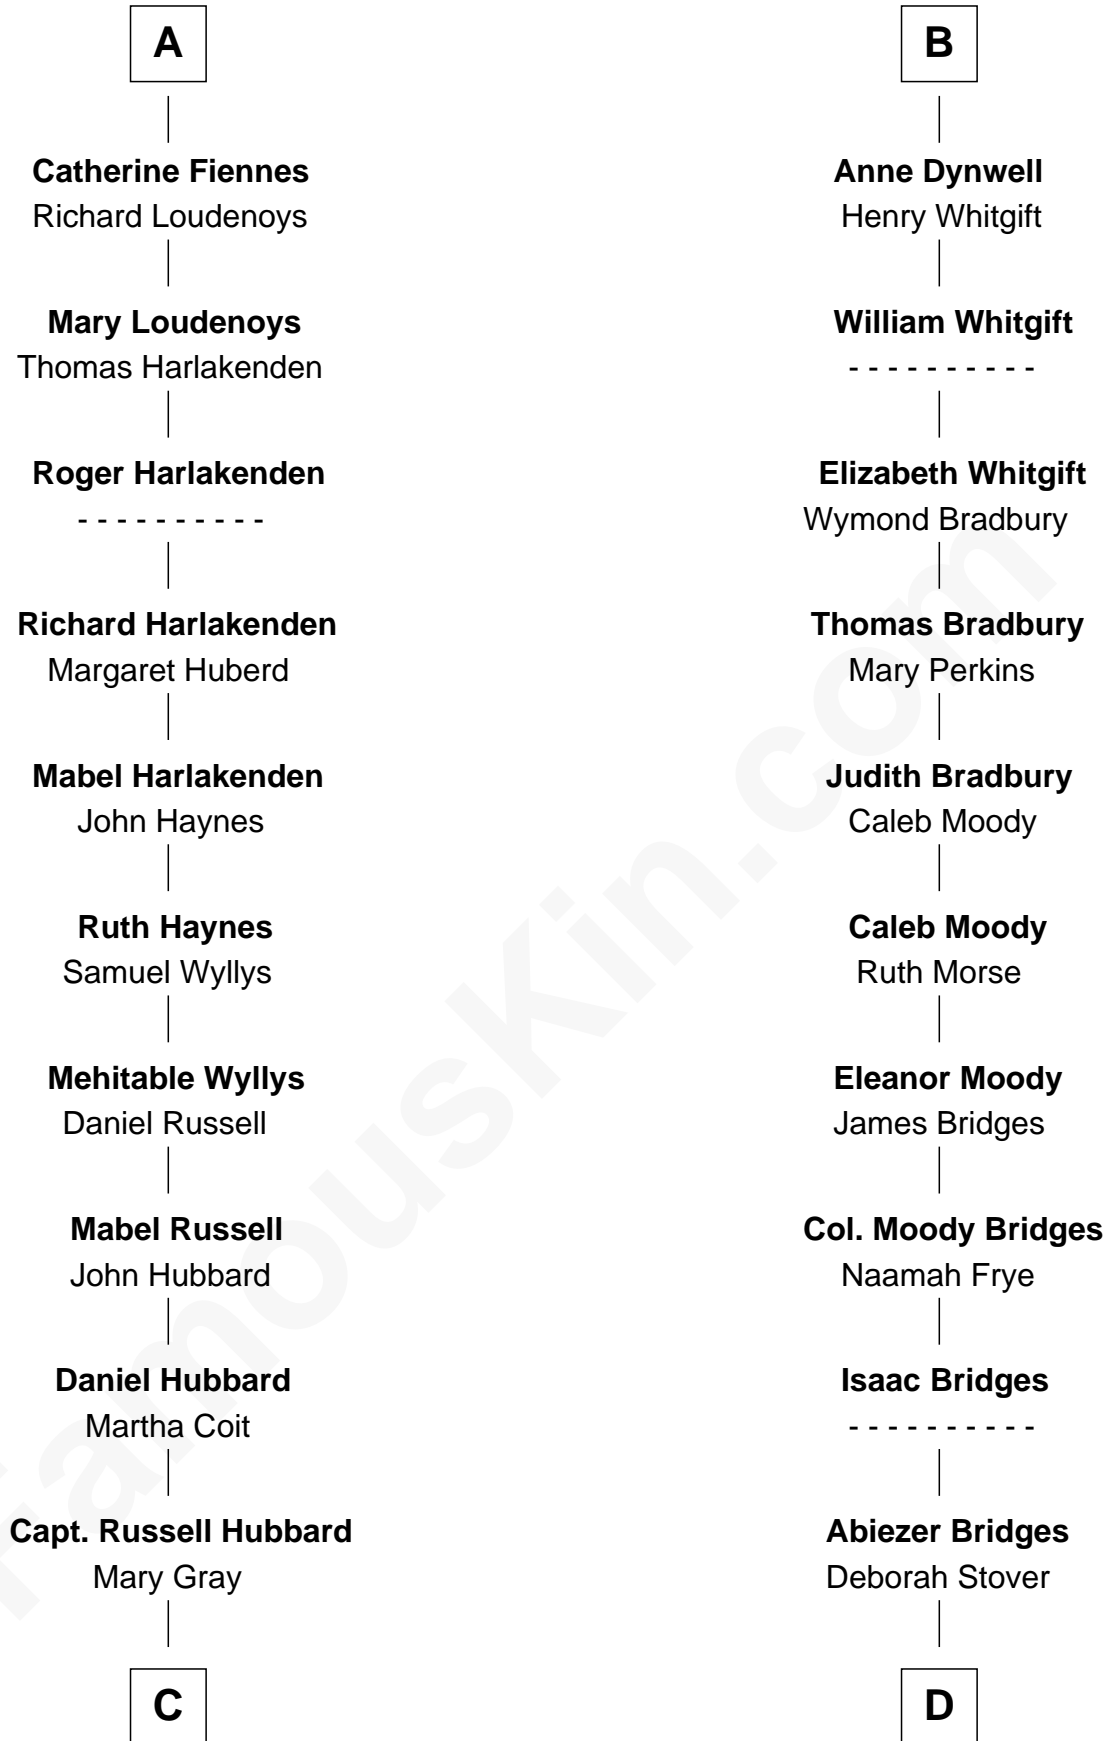 A
Catherine Fiennes
Richard Loudenoys
Mary Loudenoys
Thomas Harlakenden
Roger Harlakenden
- - - - - - - - - -
Richard Harlakenden
Margaret Huberd
Mabel Harlakenden
John Haynes
Ruth Haynes
Samuel Wyllys
Mehitable Wyllys
Daniel Russell
Mabel Russell
John Hubbard
Daniel Hubbard
Martha Coit
Capt. Russell Hubbard
Mary Gray
C
B
Anne Dynwell
Henry Whitgift
William Whitgift
- - - - - - - - - -
Elizabeth Whitgift
Wymond Bradbury
Thomas Bradbury
Mary Perkins
Judith Bradbury
Caleb Moody
Caleb Moody
Ruth Morse
Eleanor Moody
James Bridges
Col. Moody Bridges
Naamah Frye
Isaac Bridges
- - - - - - - - - -
Abiezer Bridges
Deborah Stover
D
FamousKin.com